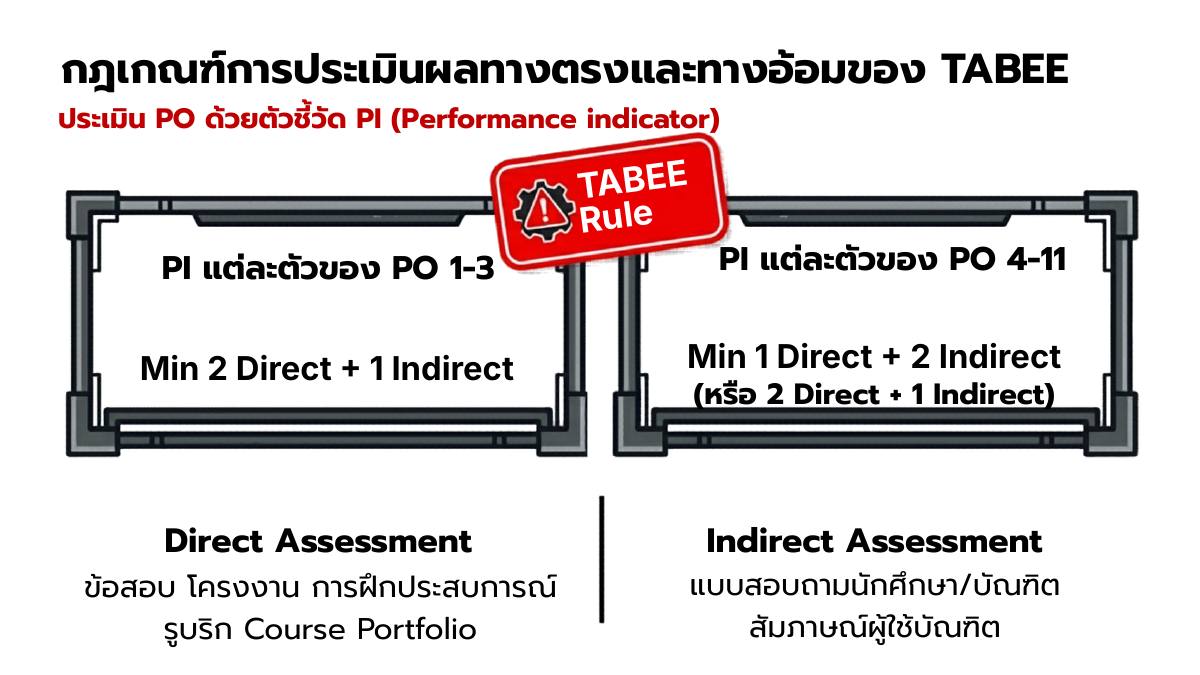 กฎเกณฑ์การประเมินผลทางตรงและทางอ้อมของ TABEE
ประเมิน PO ด้วยตัวชี้วัด PI (Performance indicator)
TABEE
Rule
PI แต่ละตัวของ PO 1-3
Min 2 Direct + 1 Indirect
PI แต่ละตัวของ PO 4-11
Min 1 Direct + 2 Indirect
(หรือ 2 Direct + 1 Indirect)
Direct Assessment
ข้อสอบ โครงงาน การฝึกประสบการณ์
รูบริก Course Portfolio
Indirect Assessment
แบบสอบถามนักศึกษา/บัณฑิต
สัมภาษณ์ผู้ใช้บัณฑิต